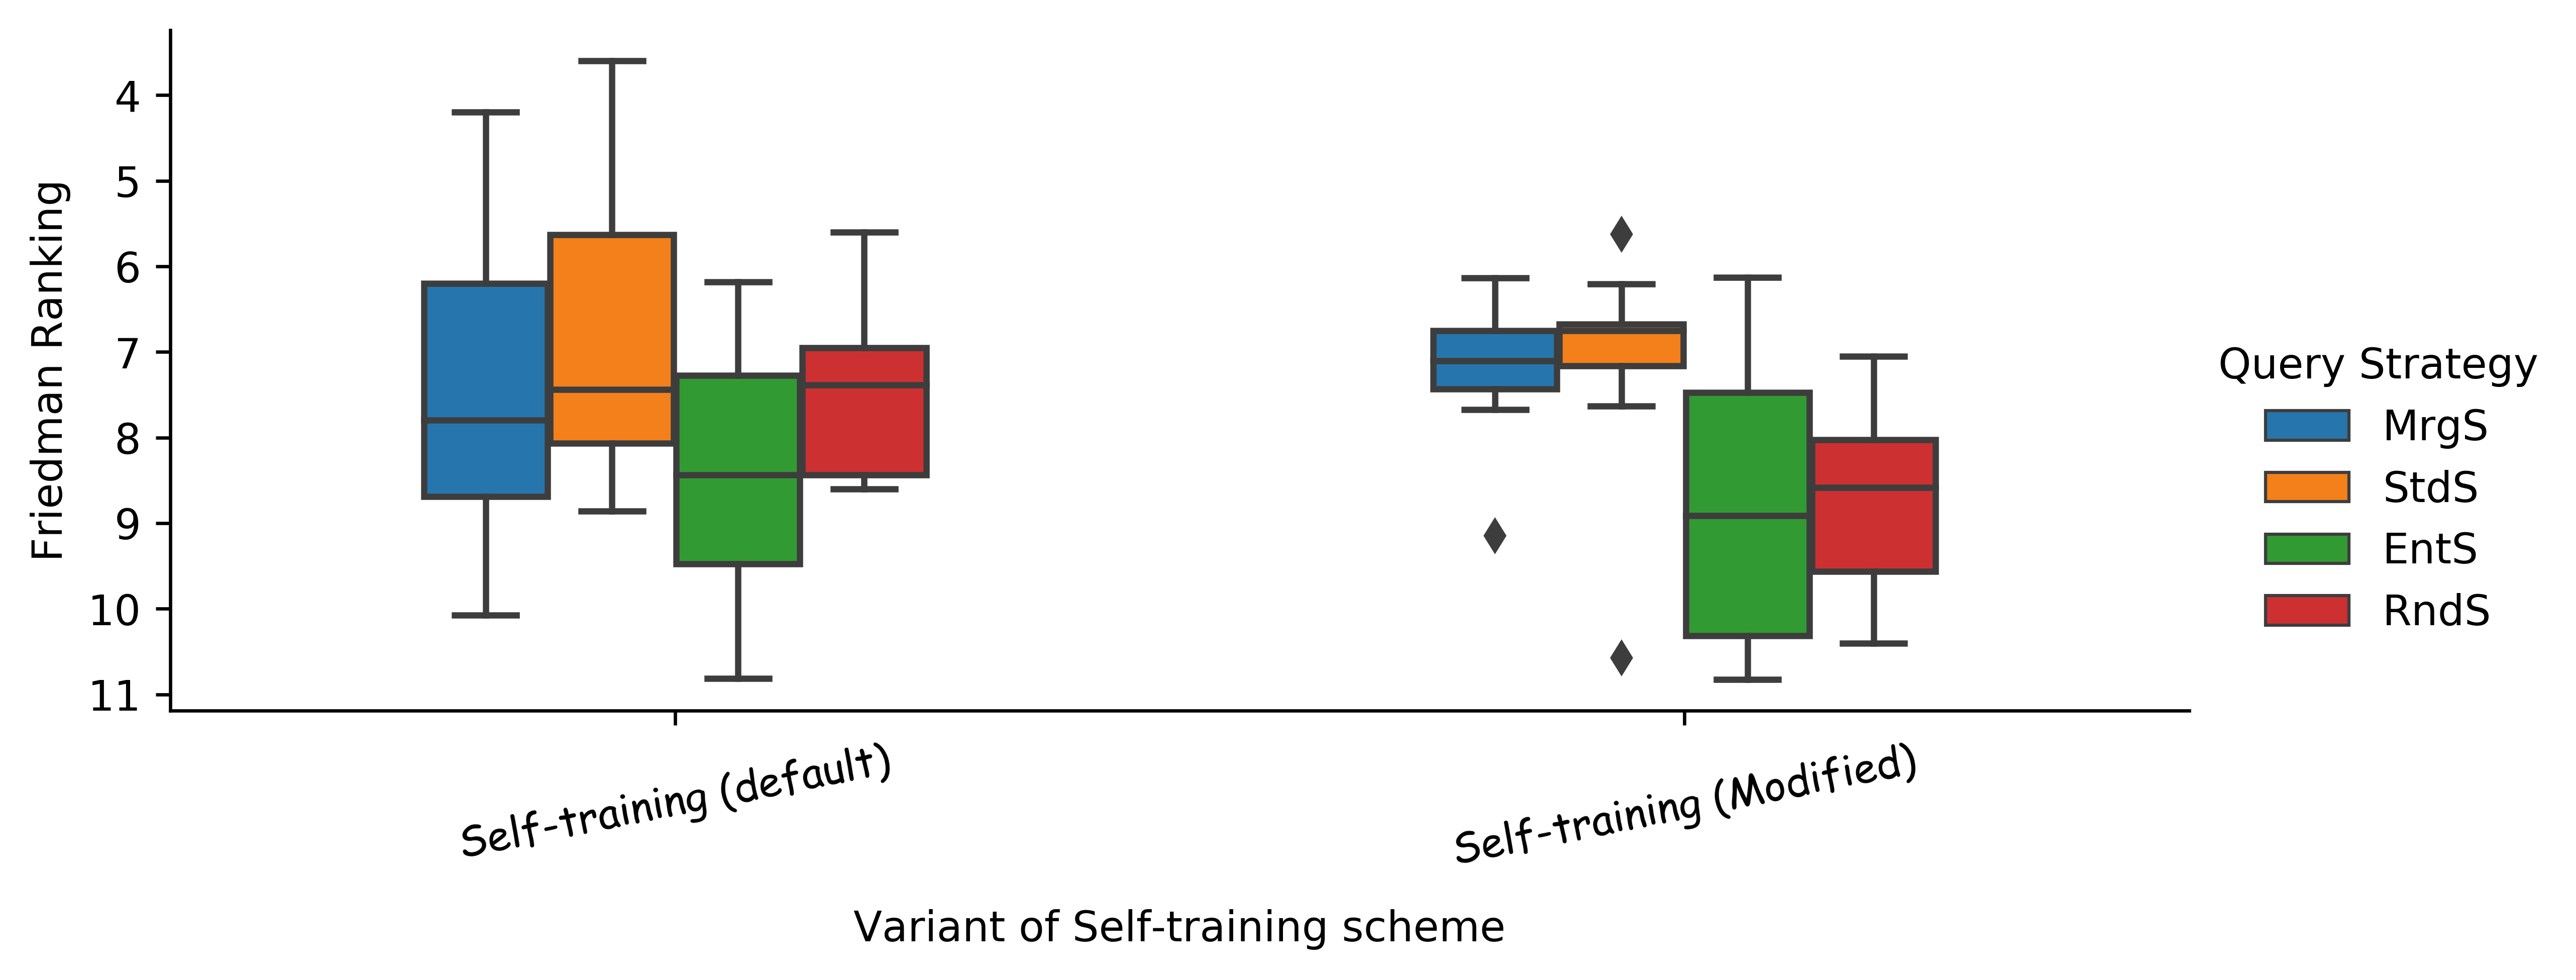 Friedman Ranking
4
5
6
7
8
9
10
11
Self-training (default)
Self-training (Modified)
Variant of Self-training scheme
Query Strategy
MrgS
StdS
EntS
RndS